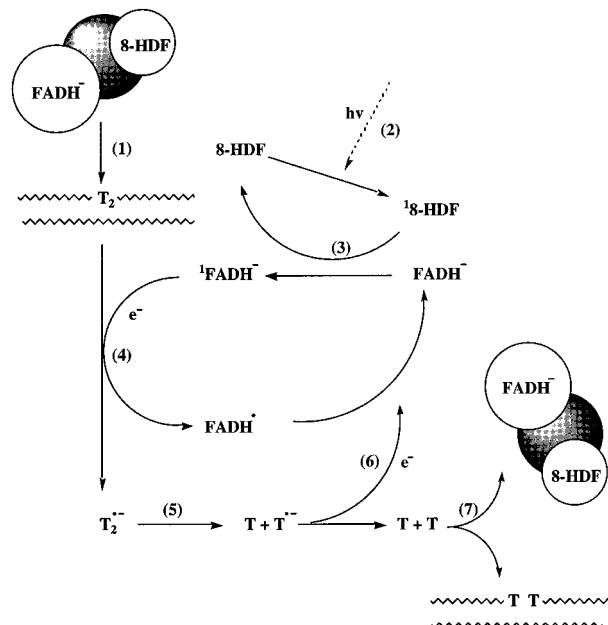 8-HDF
FADH⁻
(1)
hν
(2)
8-HDF
T₂
¹8-HDF
(3)
¹FADH⁻
FADH⁻
e⁻
(4)
FADH⁻
FADH•
(6)
e⁻
8-HDF
T₂•⁻
(5)
T + T•⁻
T + T
(7)
T T